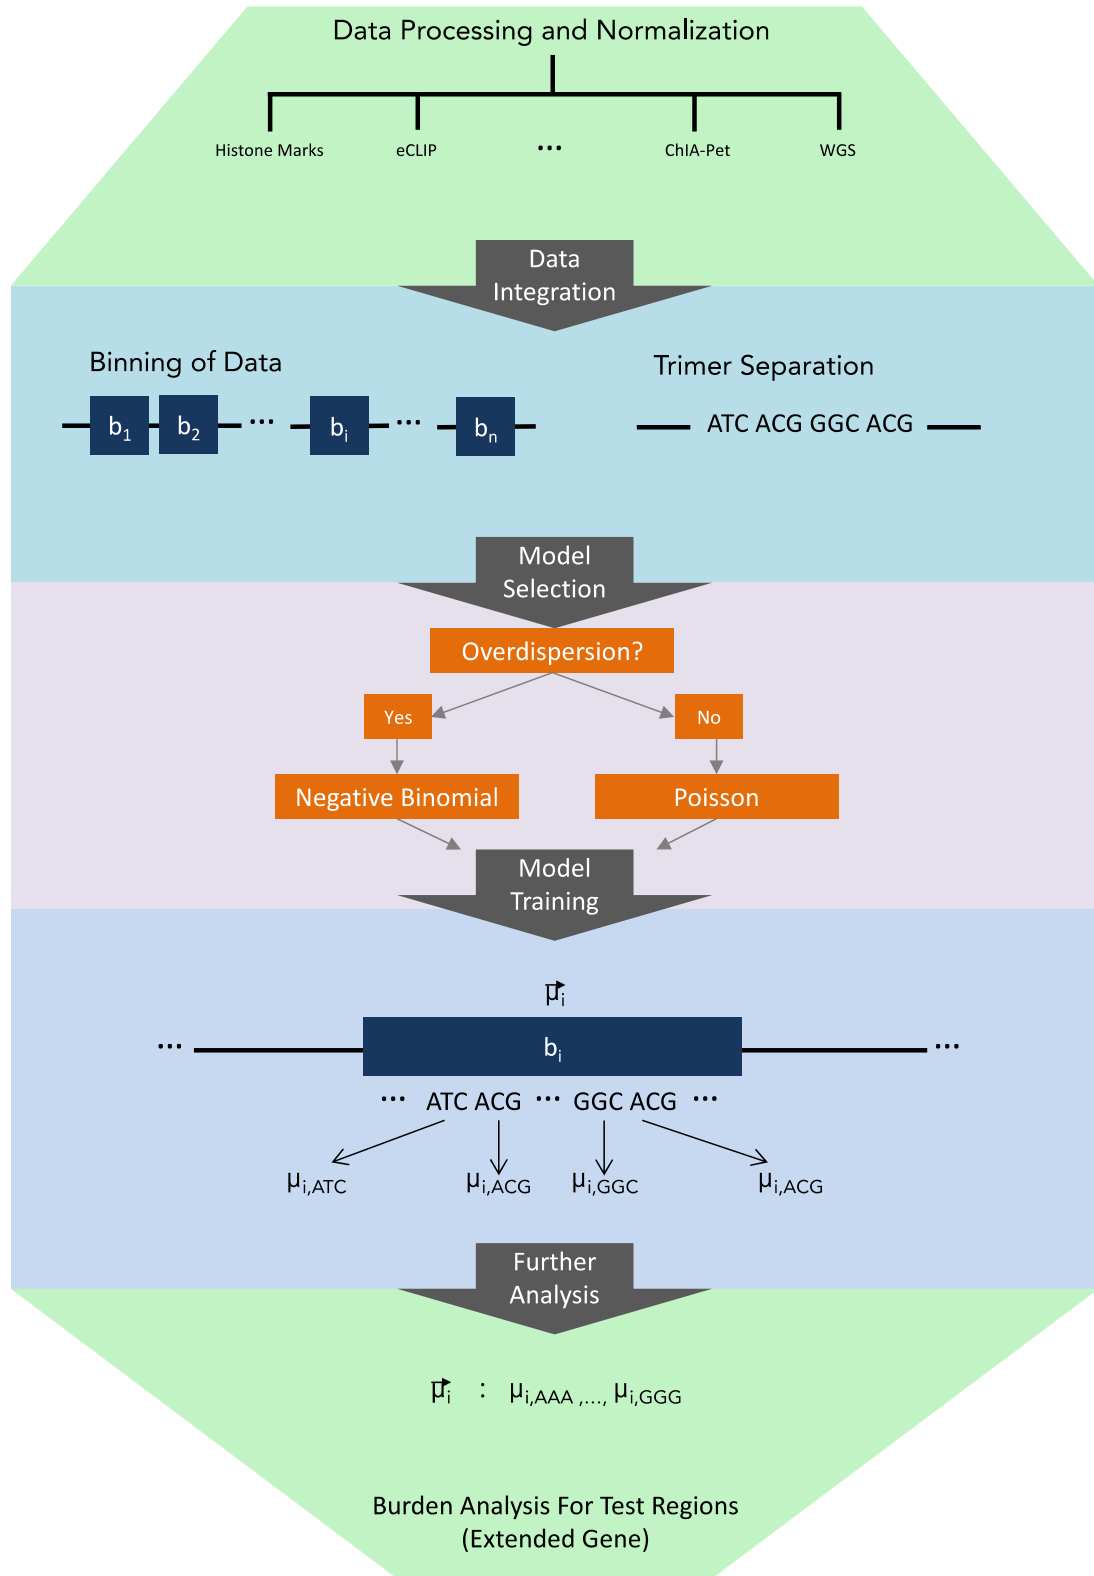 Data Processing and Normalization
Histone Marks eCLIP ... ChIA-Pet WGS
Data
Integration
Binning of Data
Trimer Separation
b1 b2 ... bi ... bn
ATC ACG GGC ACG
Model
Selection
Overdispersion?
Yes No
Negative Binomial Poisson
Model
Training
μ⃗i
... bi ...
... ATC ACG ... GGC ACG ...
μi,ATC μi,ACG μi,GGC μi,ACG
Further
Analysis
μ⃗i : μi,AAA ,..., μi,GGG
Burden Analysis For Test Regions
(Extended Gene)